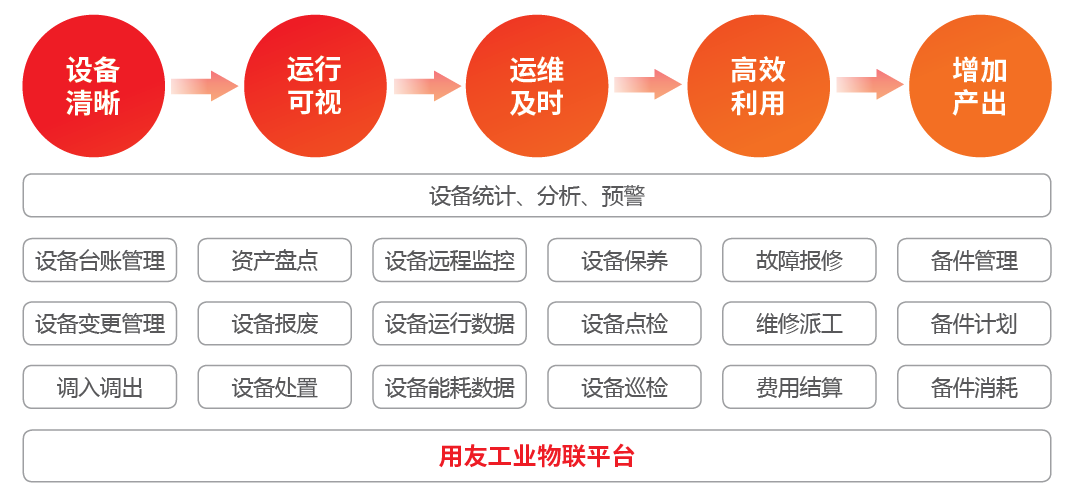 设备
清晰
运行
可视
运维
及时
高效
利用
增加
产出
设备统计、分析、预警
设备台账管理
资产盘点
设备远程监控
设备保养
故障报修
备件管理
设备变更管理
设备报废
设备运行数据
设备点检
维修派工
备件计划
调入调出
设备处置
设备能耗数据
设备巡检
费用结算
备件消耗
用友工业物联平台